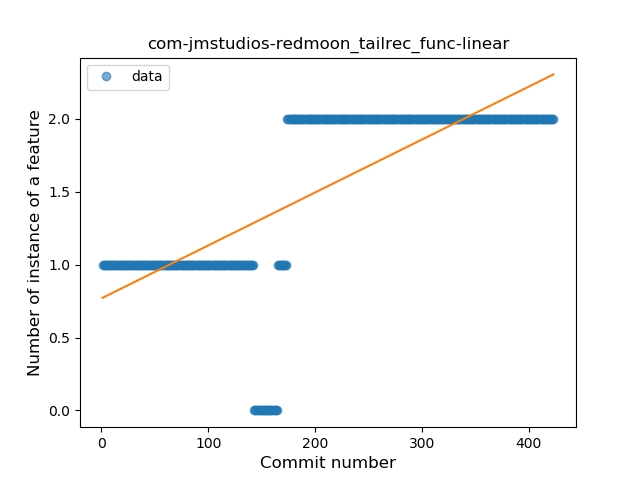 com-jmstudios-redmoon_tailrec_func-linear
data
Number of instance of a feature
2.0
1.5
1.0
0.5
0.0
0
100
200
300
400
Commit number